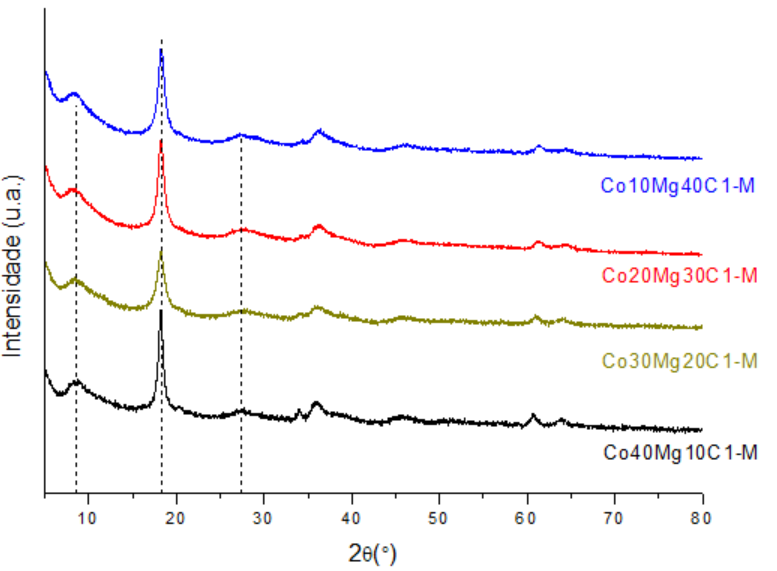 Intensidade (u.a.)
Co10Mg40C1-M
Co20Mg30C1-M
Co30Mg20C1-M
Co40Mg10C1-M
10 20 30 40 50 60 70 80
2θ(°)